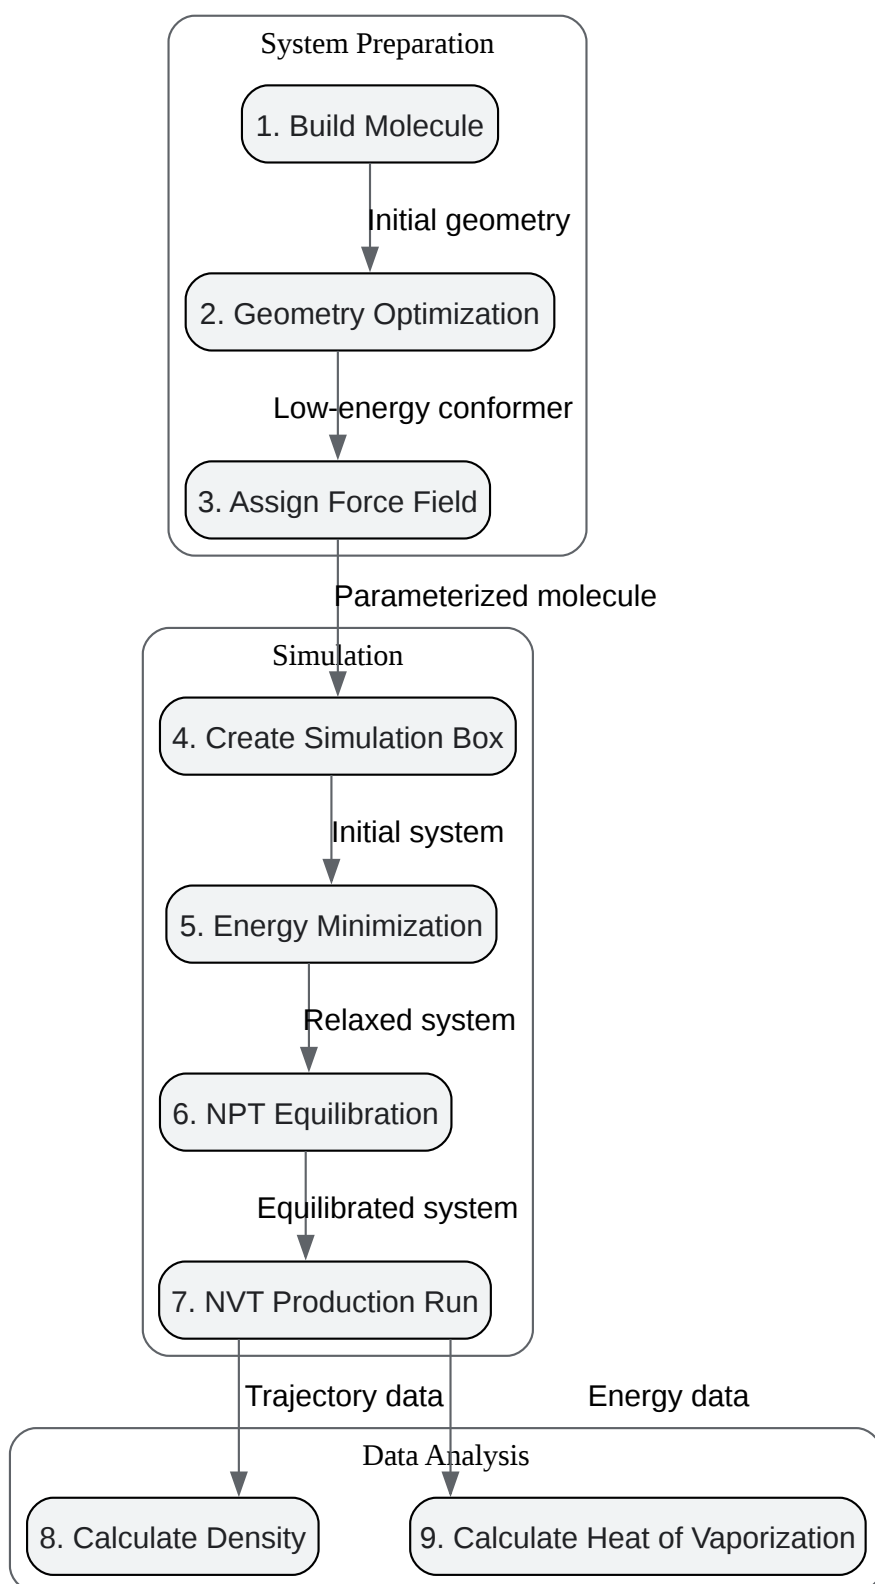 System Preparation
1. Build Molecule
Initial geometry
2. Geometry Optimization
Low-energy conformer
3. Assign Force Field
Parameterized molecule
Simulation
4. Create Simulation Box
Initial system
5. Energy Minimization
Relaxed system
6. NPT Equilibration
Equilibrated system
7. NVT Production Run
Trajectory data
Energy data
Data Analysis
8. Calculate Density
9. Calculate Heat of Vaporization